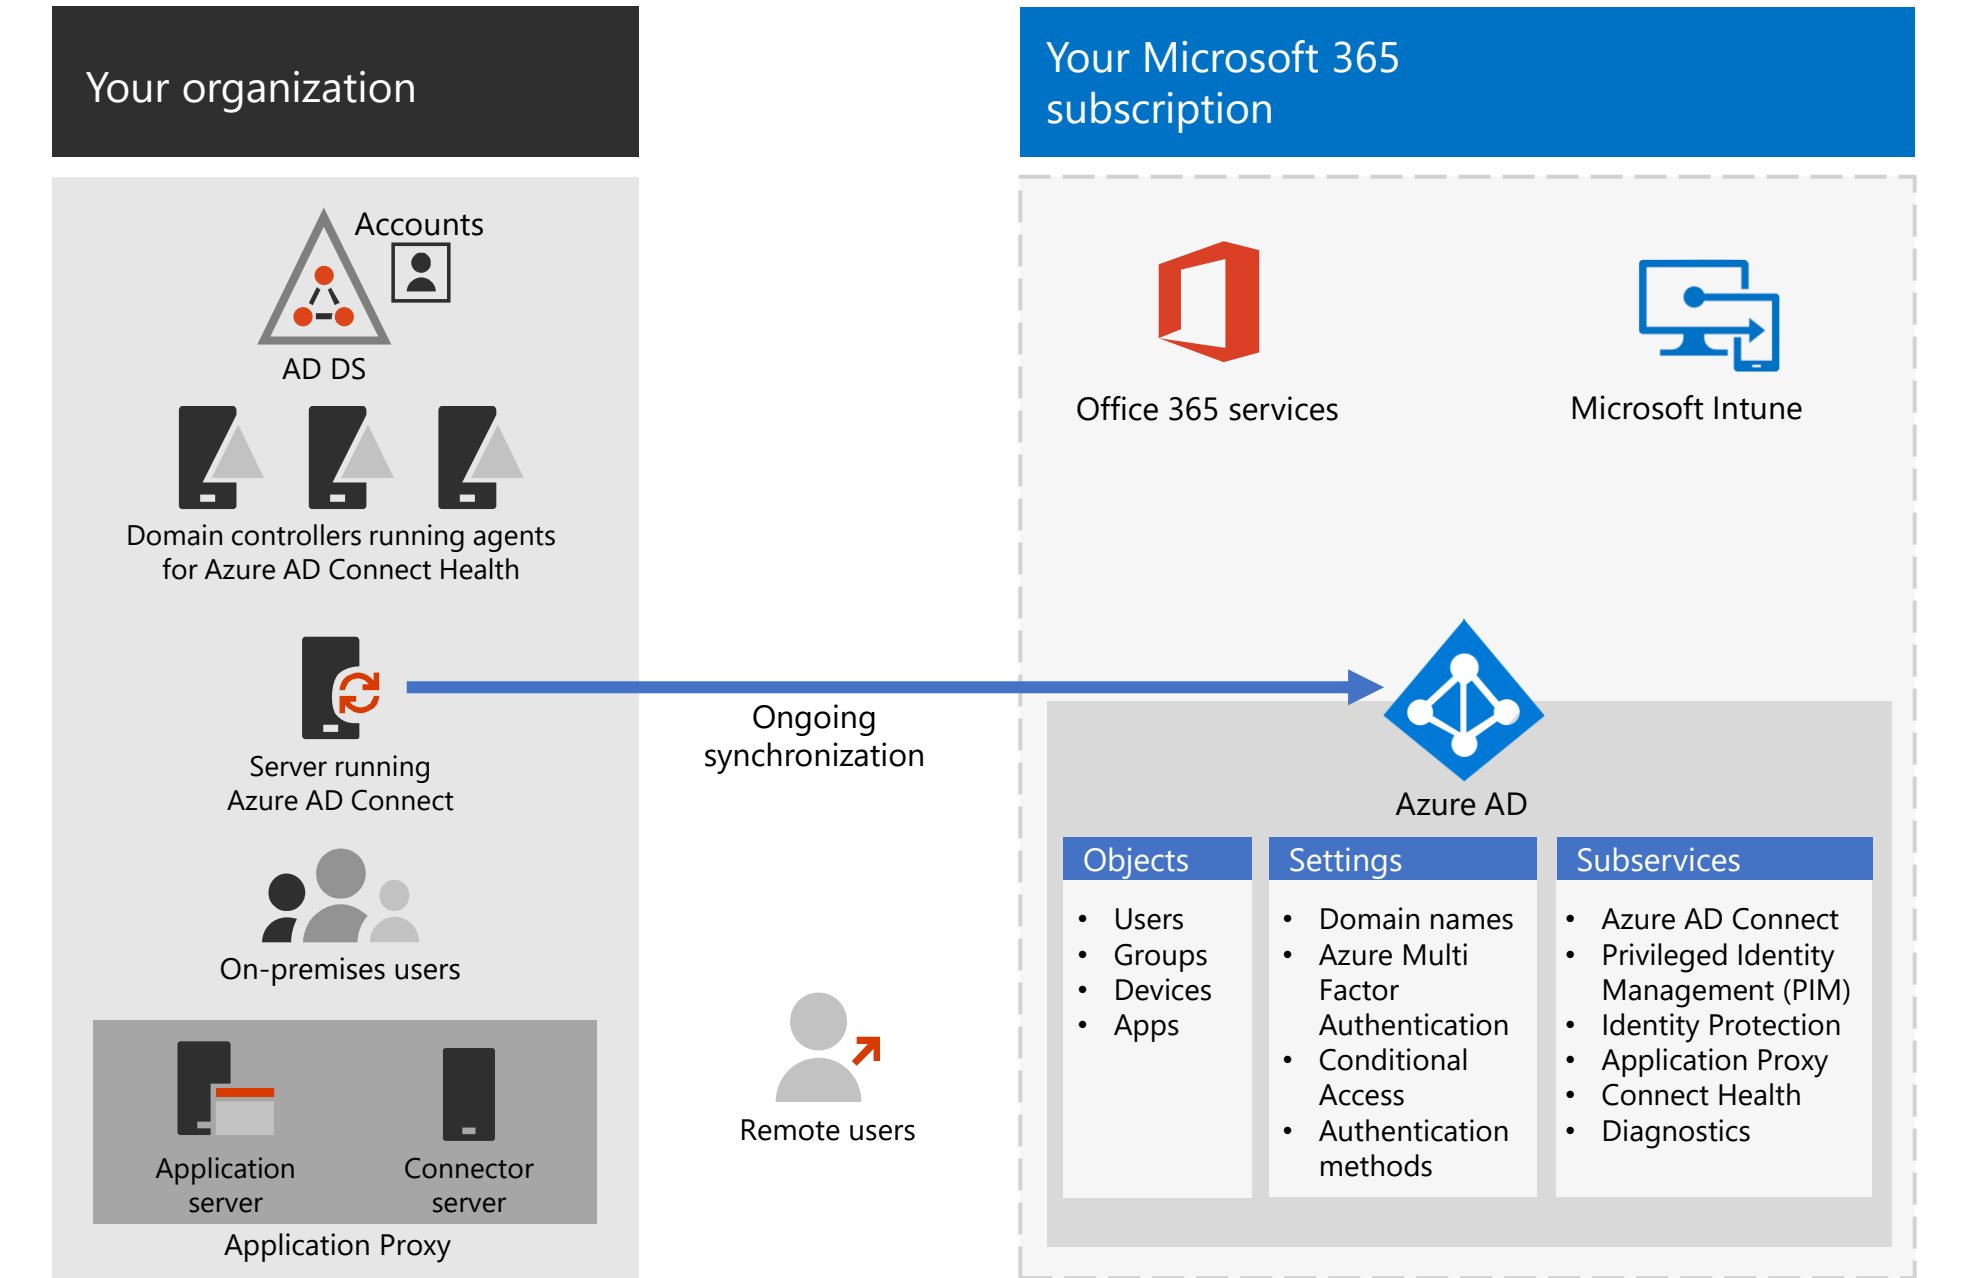 Your organization
Accounts
AD DS
Domain controllers running agents
for Azure AD Connect Health
Server running
Azure AD Connect
On-premises users
Application
server
Connector
server
Application Proxy
Ongoing
synchronization
Remote users
Your Microsoft 365
subscription
Office 365 services
Microsoft Intune
Azure AD
Objects
• Users
• Groups
• Devices
• Apps
Settings
• Domain names
• Azure Multi
Factor
Authentication
• Conditional
Access
• Authentication
methods
Subservices
• Azure AD Connect
• Privileged Identity
Management (PIM)
• Identity Protection
• Application Proxy
• Connect Health
• Diagnostics